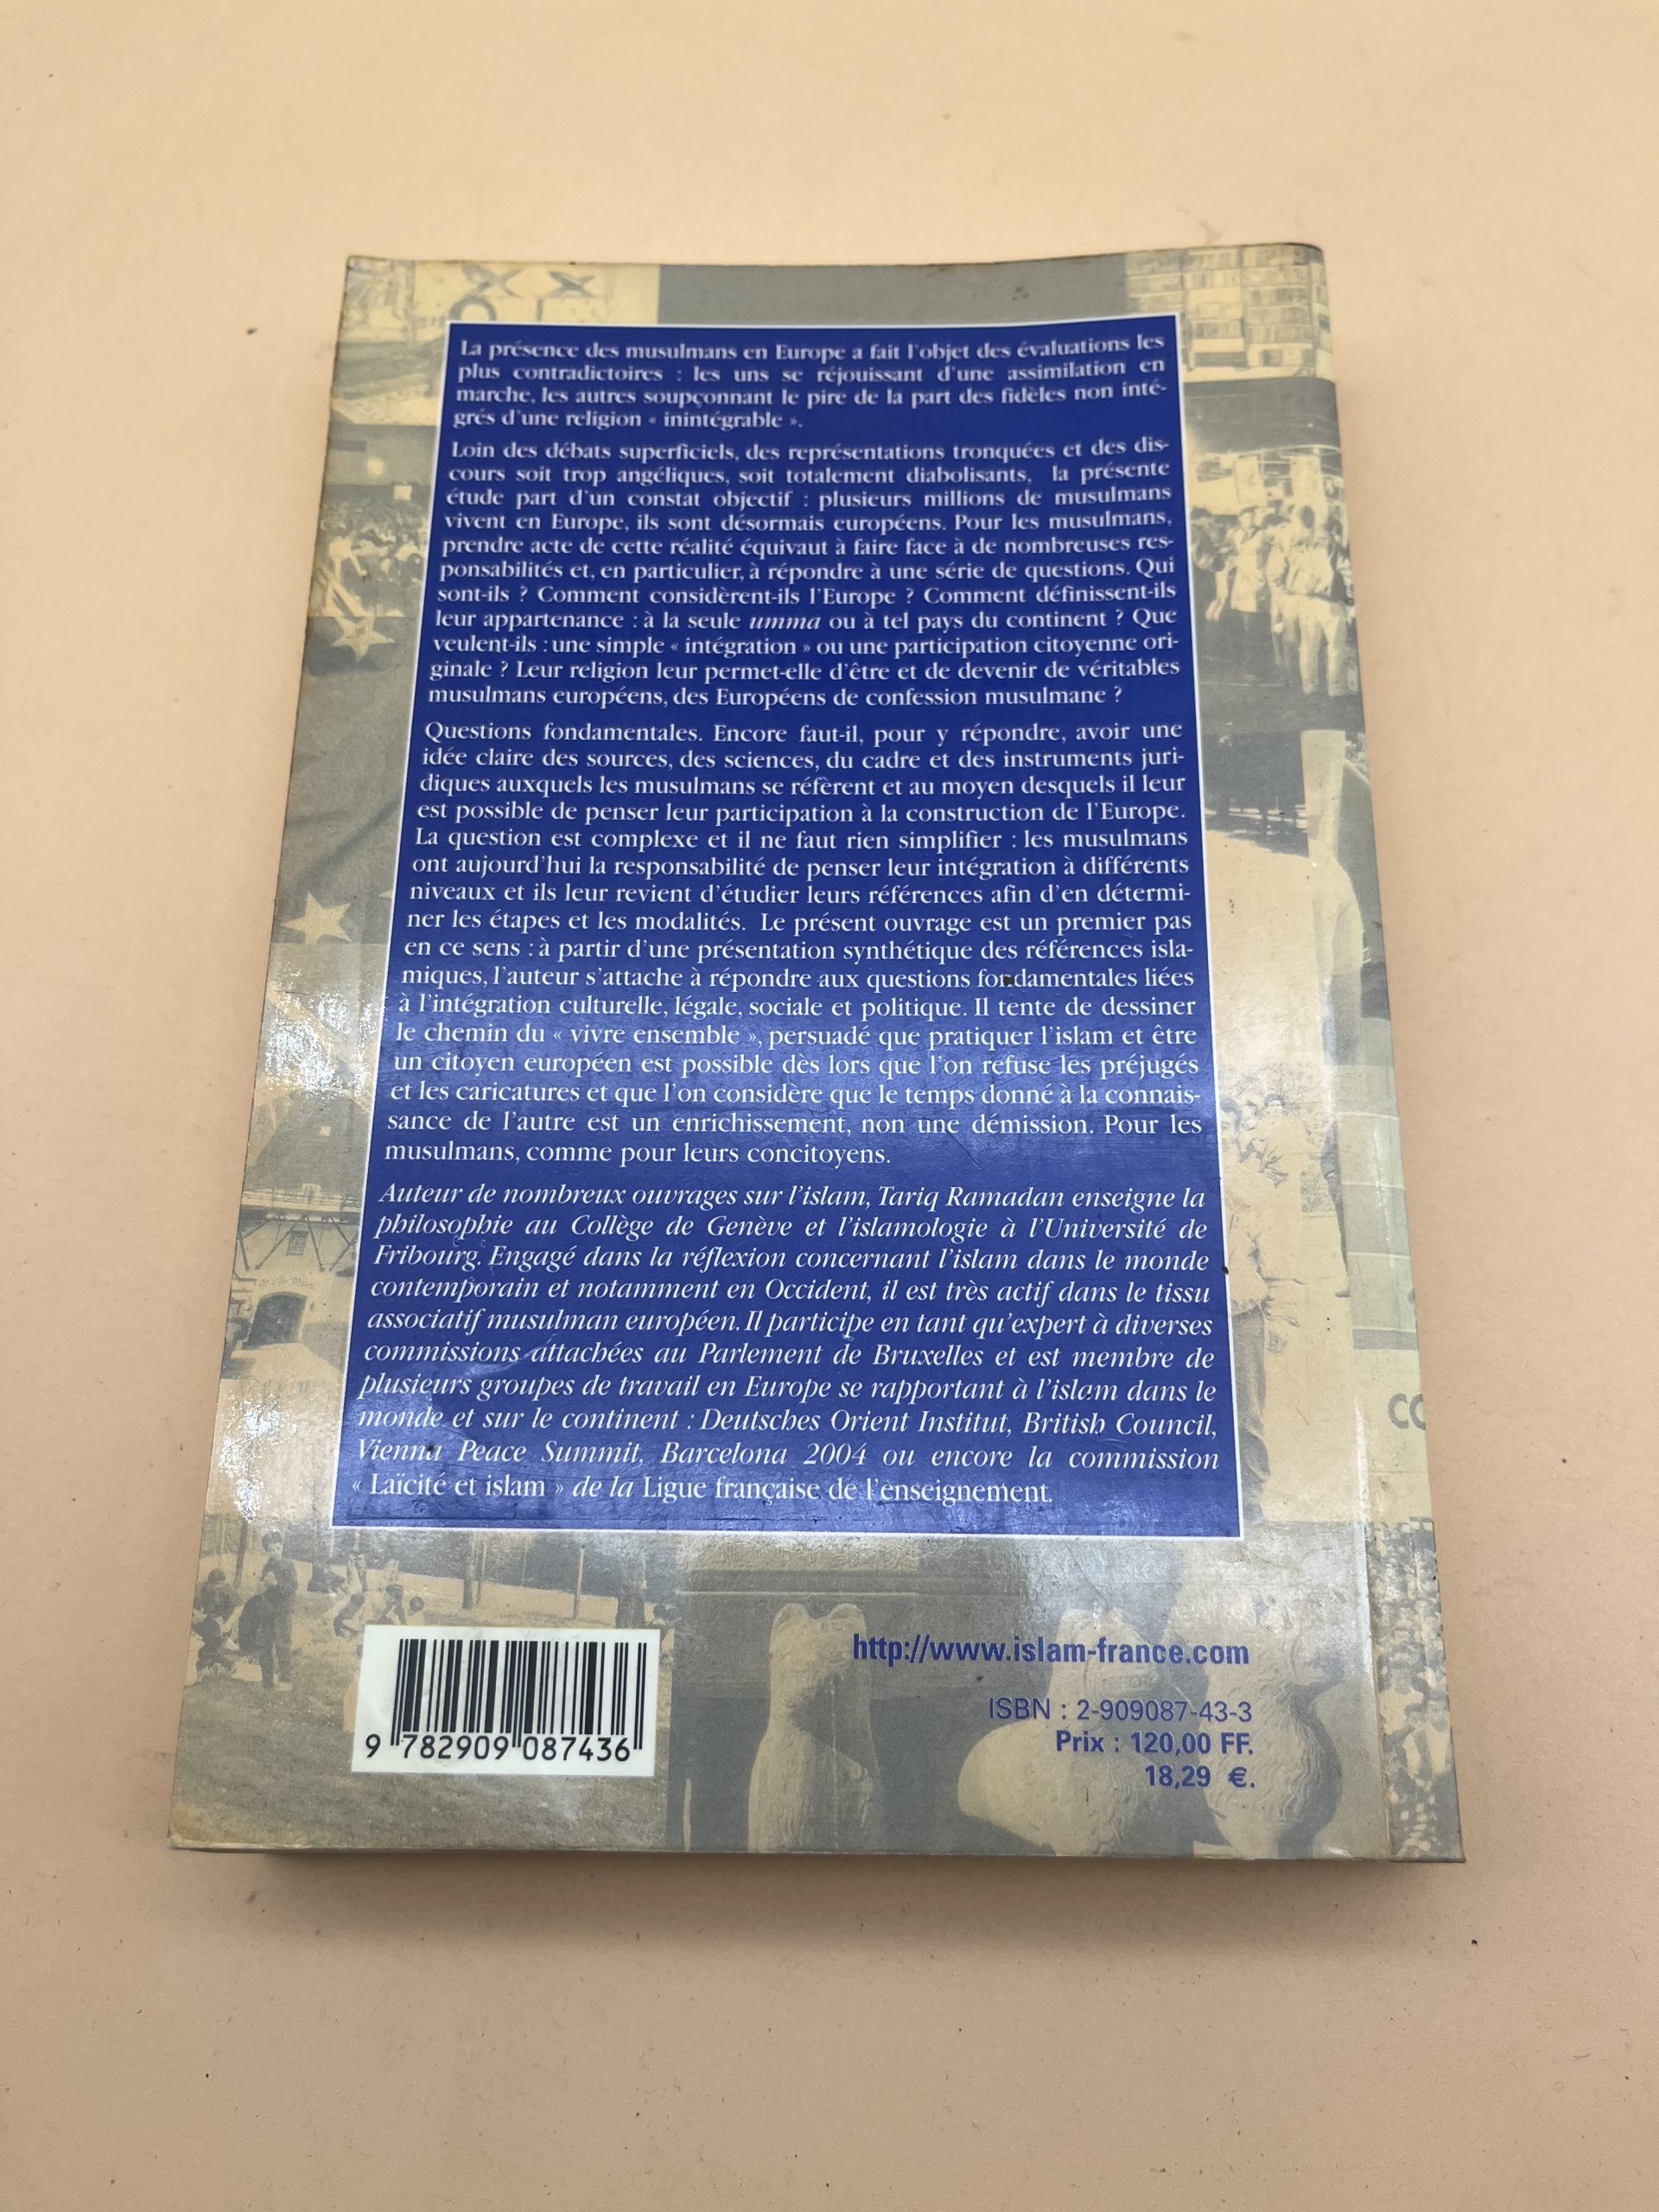 La présence des musulmans en Europe a fait l'objet des évaluations les
plus contradictoires : les uns se réjouissant d'une assimilation en
marche, les autres soupçonnant le pire de la part des fidèles non inté-
grés d'une religion « inintégrable ».
Loin des débats superficiels, des représentations tronquées et des dis-
cours soit trop angéliques, soit totalement diabolisants, la présente
étude part d'un constat objectif : plusieurs millions de musulmans
vivent en Europe, ils sont désormais européens. Pour les musulmans,
prendre acte de cette réalité équivaut à faire face à de nombreuses res-
ponsabilités et, en particulier, à répondre à une série de questions. Qui
sont-ils ? Comment considèrent-ils l'Europe ? Comment définissent-ils
leur appartenance : à la seule umma ou à tel pays du continent ? Que
veulent-ils : une simple « intégration » ou une participation citoyenne ori-
ginale ? Leur religion leur permet-elle d'être et de devenir de véritables
musulmans européens, des Européens de confession musulmane ?
Questions fondamentales. Encore faut-il, pour y répondre, avoir une
idée claire des sources, des sciences, du cadre et des instruments juri-
diques auxquels les musulmans se réfèrent et au moyen desquels il leur
est possible de penser leur participation à la construction de l'Europe.
La question est complexe et il ne faut rien simplifier : les musulmans
ont aujourd'hui la responsabilité de penser leur intégration à différents
niveaux et ils leur revient d'étudier leurs références afin d'en détermi-
ner les étapes et les modalités. Le présent ouvrage est un premier pas
en ce sens : à partir d'une présentation synthétique des références isla-
miques, l'auteur s'attache à répondre aux questions fondamentales liées
à l'intégration culturelle, légale, sociale et politique. Il tente de dessiner
le chemin du « vivre ensemble », persuadé que pratiquer l'islam et être
un citoyen européen est possible dès lors que l'on refuse les préjugés
et les caricatures et que l'on considère que le temps donné à la connais-
sance de l'autre est un enrichissement, non une démission. Pour les
musulmans, comme pour leurs concitoyens.
Auteur de nombreux ouvrages sur l'islam, Tariq Ramadan enseigne la
philosophie au Collège de Genève et l'islamologie à l'Université de
Fribourg. Engagé dans la réflexion concernant l'islam dans le monde
contemporain et notamment en Occident, il est très actif dans le tissu
associatif musulman européen. Il participe en tant qu'expert à diverses
commissions attachées au Parlement de Bruxelles et est membre de
plusieurs groupes de travail en Europe se rapportant à l'islam dans le
monde et sur le continent : Deutsches Orient Institut, British Council,
Vienna Peace Summit, Barcelona 2004 ou encore la commission
« Laïcité et islam » de la Ligue française de l'enseignement.
http://www.islam-france.com
ISBN : 2-909087-43-3
Prix : 120,00 FF.
18,29 €.
9 782909 087436